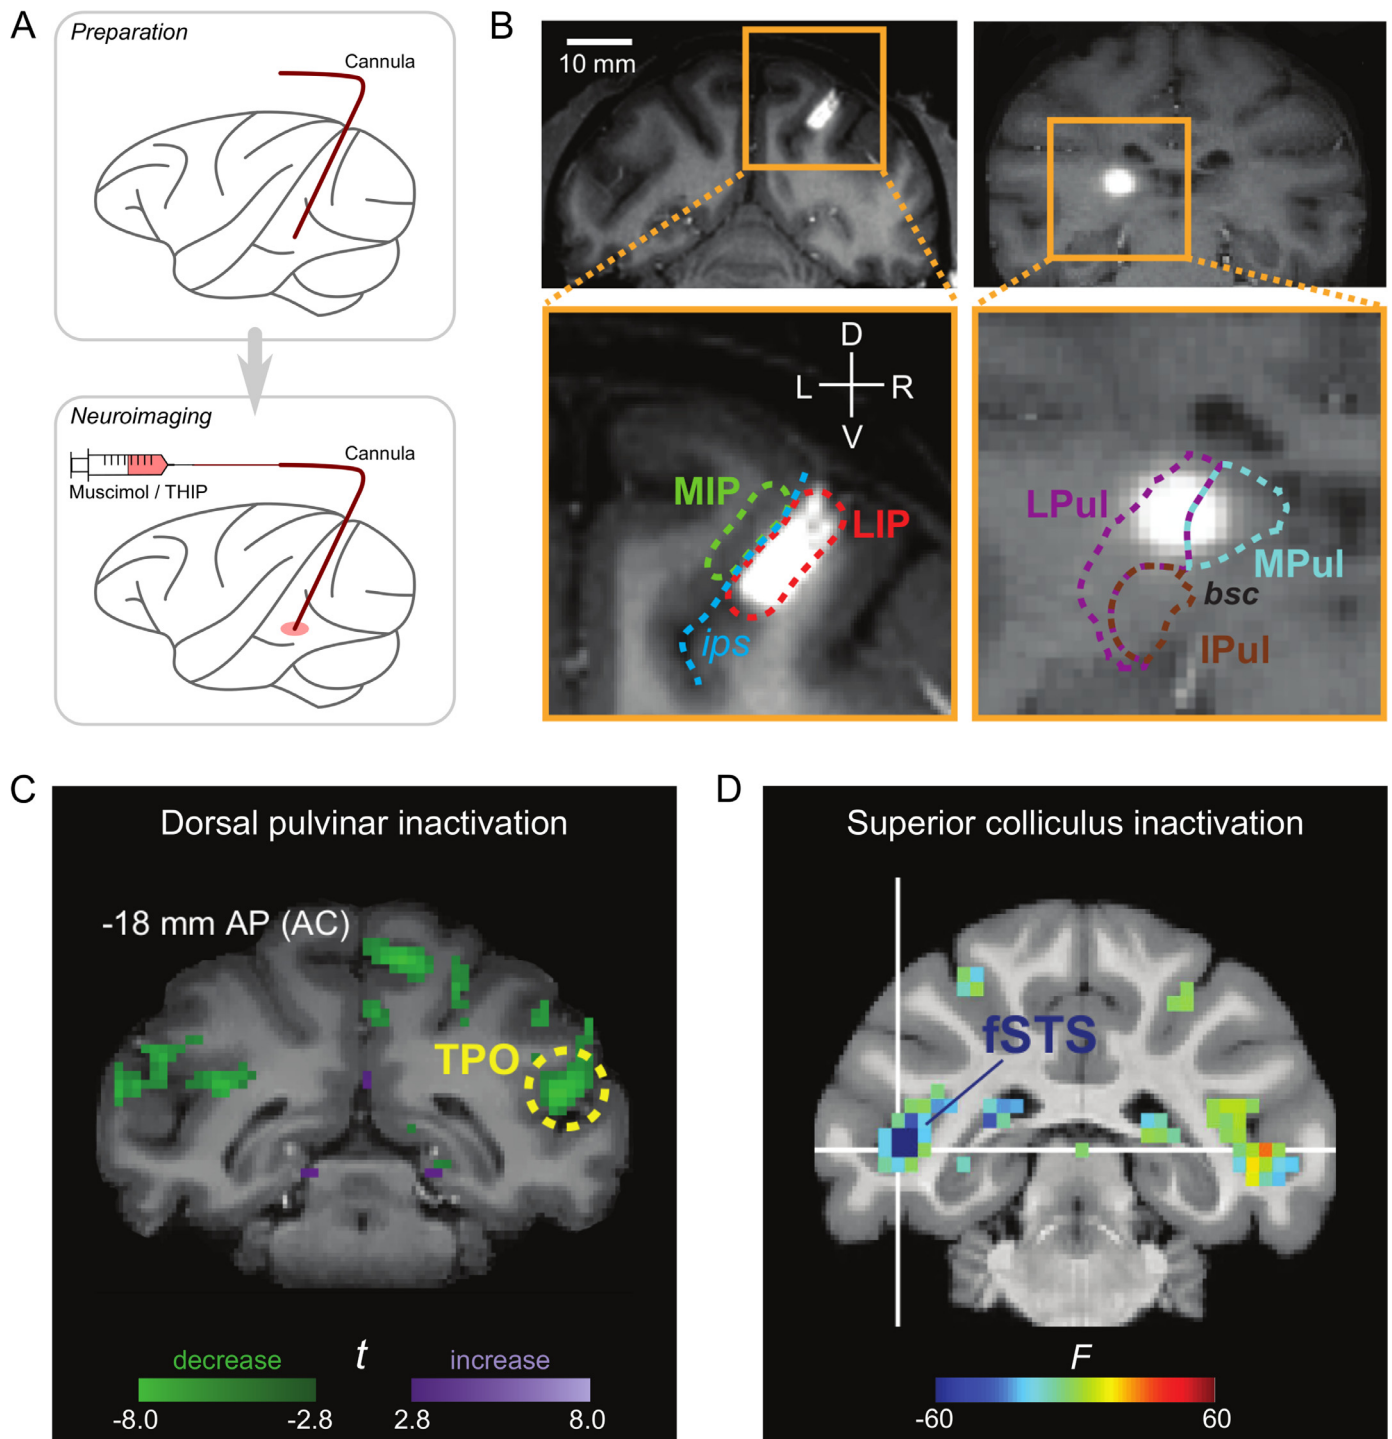 A
Preparation
Cannula
Neuroimaging
Cannula
Muscimol / THIP
B
10 mm
D
L
R
V
MIP
LIP
ips
LPul
MPul
bsc
IPul
C
Dorsal pulvinar inactivation
-18 mm AP (AC)
TPO
decrease
t
increase
-8.0
-2.8
2.8
8.0
D
Superior colliculus inactivation
fSTS
F
-60
60